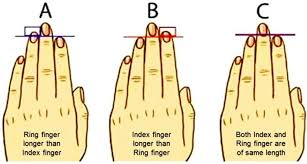 A
B
C
Ring finger
longer than
Index finger
Index finger
longer than
Ring finger
Both Index and
Ring finger are
of same length